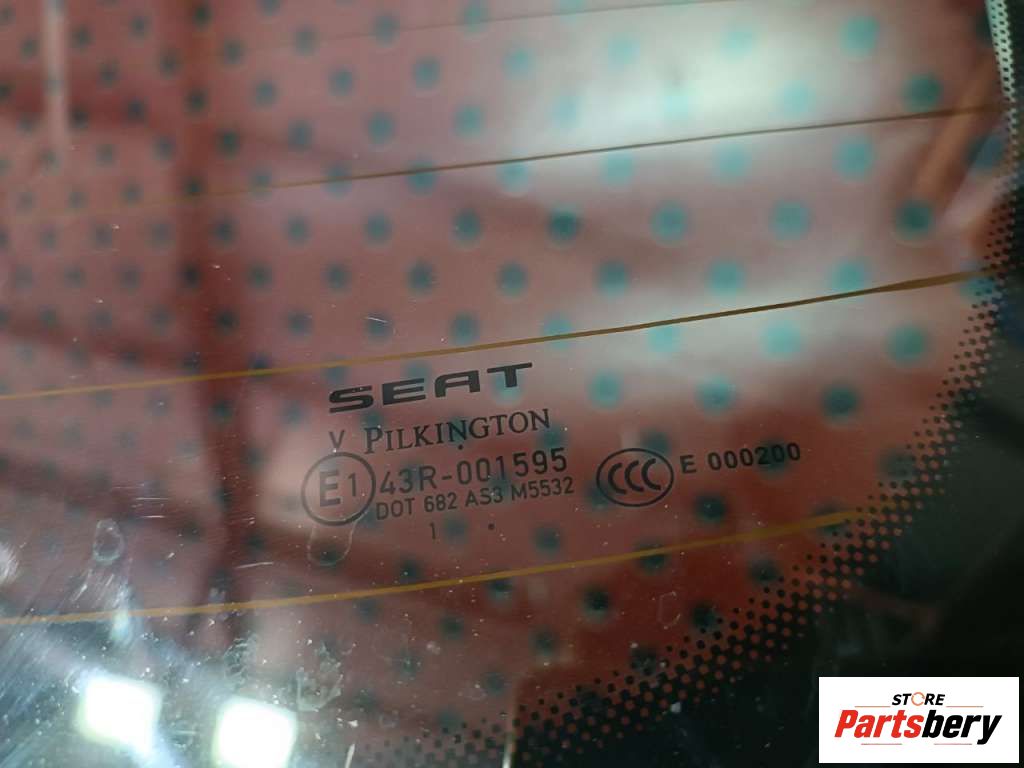 SEAT
V PILKINGTON
E1 43R-001595
DOT 682 AS3 M5532
CCC E 000200
1
STORE
Partsbery